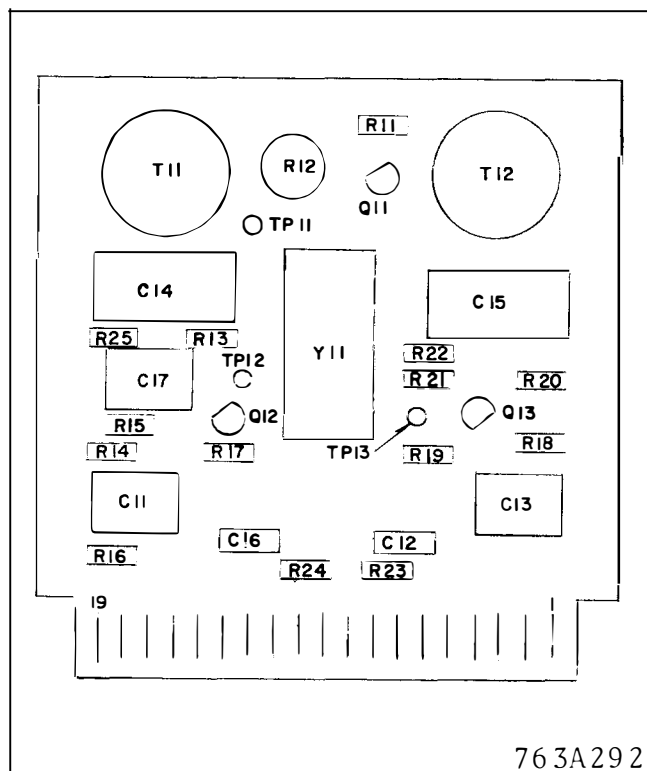 R11
T11
R12
T12
Q11
TP11
C14
C15
R25
R13
Y11
R22
TP12
R21
R20
C17
Q12
Q13
R15
R14
R17
TP13
R19
R18
C11
C13
C16
C12
R16
R24
R23
19
763A292